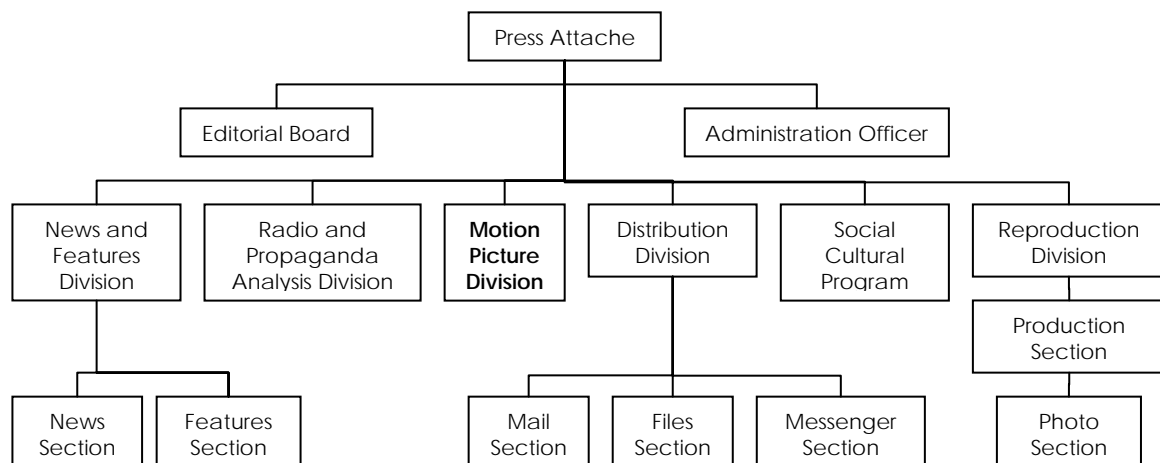 Press Attache
Editorial Board
Administration Officer
News and
Features
Division
Radio and
Propaganda
Analysis Division
Motion
Picture
Division
Distribution
Division
Social
Cultural
Program
Reproduction
Division
Production
Section
News
Section
Features
Section
Mail
Section
Files
Section
Messenger
Section
Photo
Section